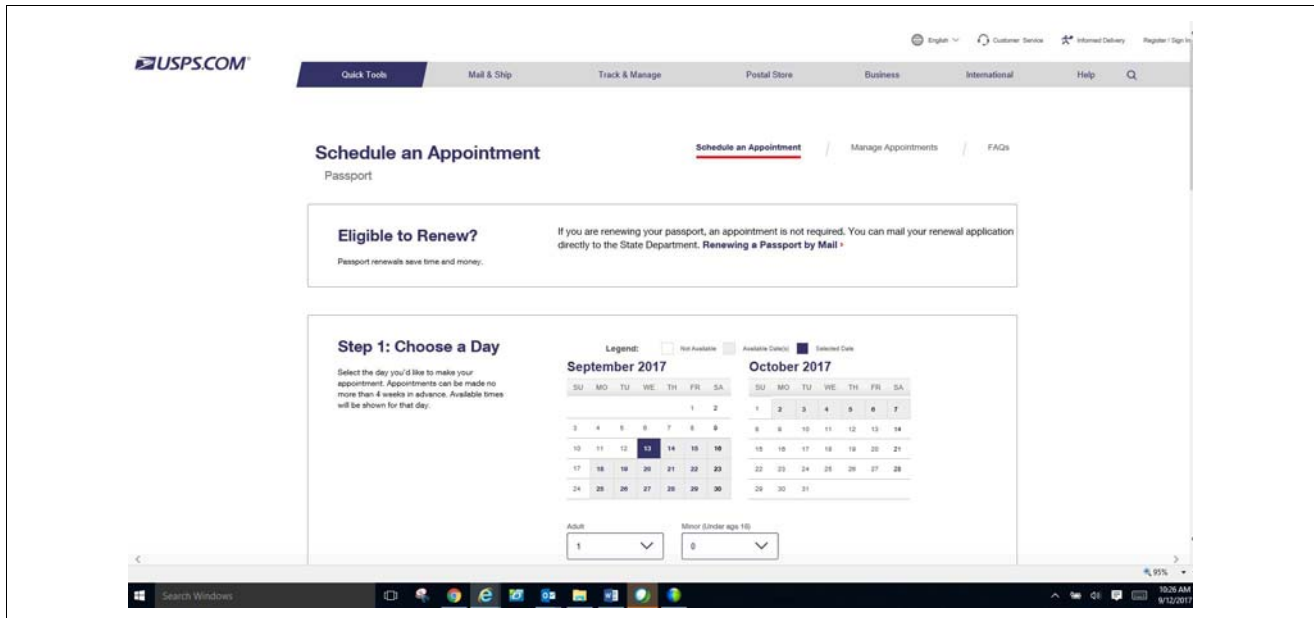 English
Customer Service
Informed Delivery
Register / Sign In
USPS.COM®
Quick Tools
Mail & Ship
Track & Manage
Postal Store
Business
International
Help
Schedule an Appointment
Schedule an Appointment
/
Manage Appointments
/
FAQs
Passport
Eligible to Renew?
Passport renewals save time and money.
If you are renewing your passport, an appointment is not required. You can mail your renewal application
directly to the State Department. Renewing a Passport by Mail ›
Step 1: Choose a Day
Select the day you'd like to make your
appointment. Appointments can be made no
more than 4 weeks in advance. Available times
will be shown for that day.
Legend:
Not Available
Available Date(s)
Selected Date
September 2017
SU MO TU WE TH FR SA
1 2
3 4 5 6 7 8 9
10 11 12 13 14 15 16
17 18 19 20 21 22 23
24 25 26 27 28 29 30
October 2017
SU MO TU WE TH FR SA
1 2 3 4 5 6 7
8 9 10 11 12 13 14
15 16 17 18 19 20 21
22 23 24 25 26 27 28
29 30 31
Adult
1
Minor (Under age 16)
0
95%
Search Windows
10:26 AM
9/12/2017